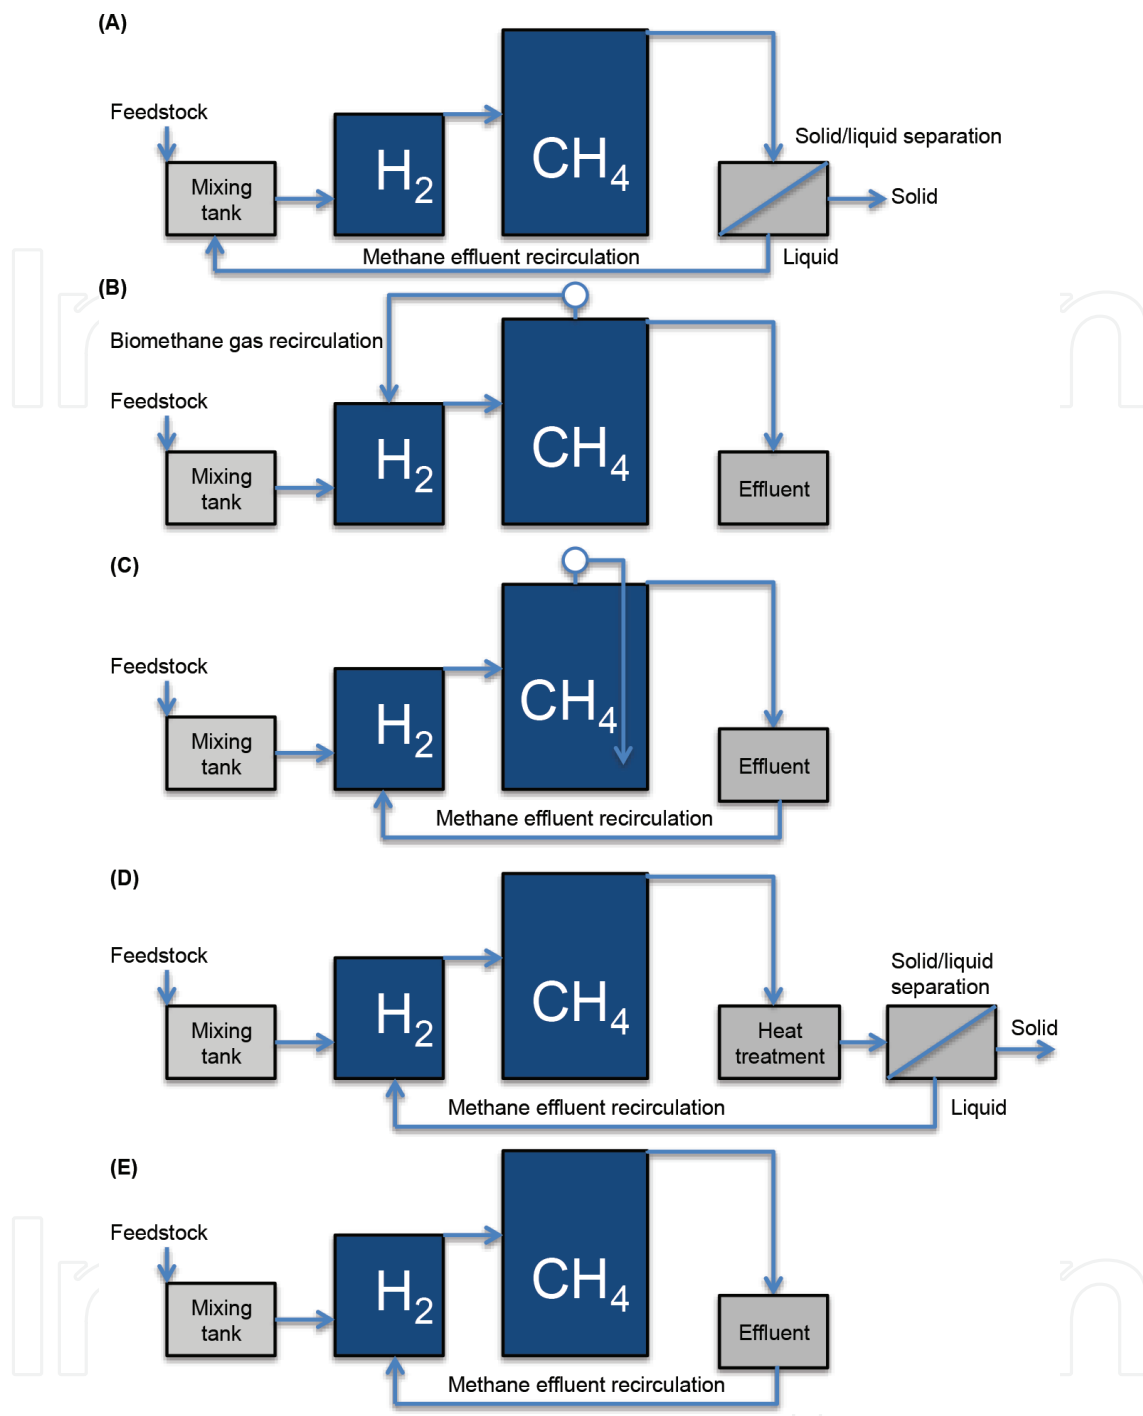 (A)
Feedstock
Mixing
tank
H2
CH4
Solid/liquid separation
Solid
Methane effluent recirculation
Liquid
(B)
Biomethane gas recirculation
Feedstock
Mixing
tank
H2
CH4
Effluent
(C)
Feedstock
Mixing
tank
H2
CH4
Effluent
Methane effluent recirculation
(D)
Feedstock
Mixing
tank
H2
CH4
Heat
treatment
Solid/liquid
separation
Solid
Methane effluent recirculation
Liquid
(E)
Feedstock
Mixing
tank
H2
CH4
Effluent
Methane effluent recirculation